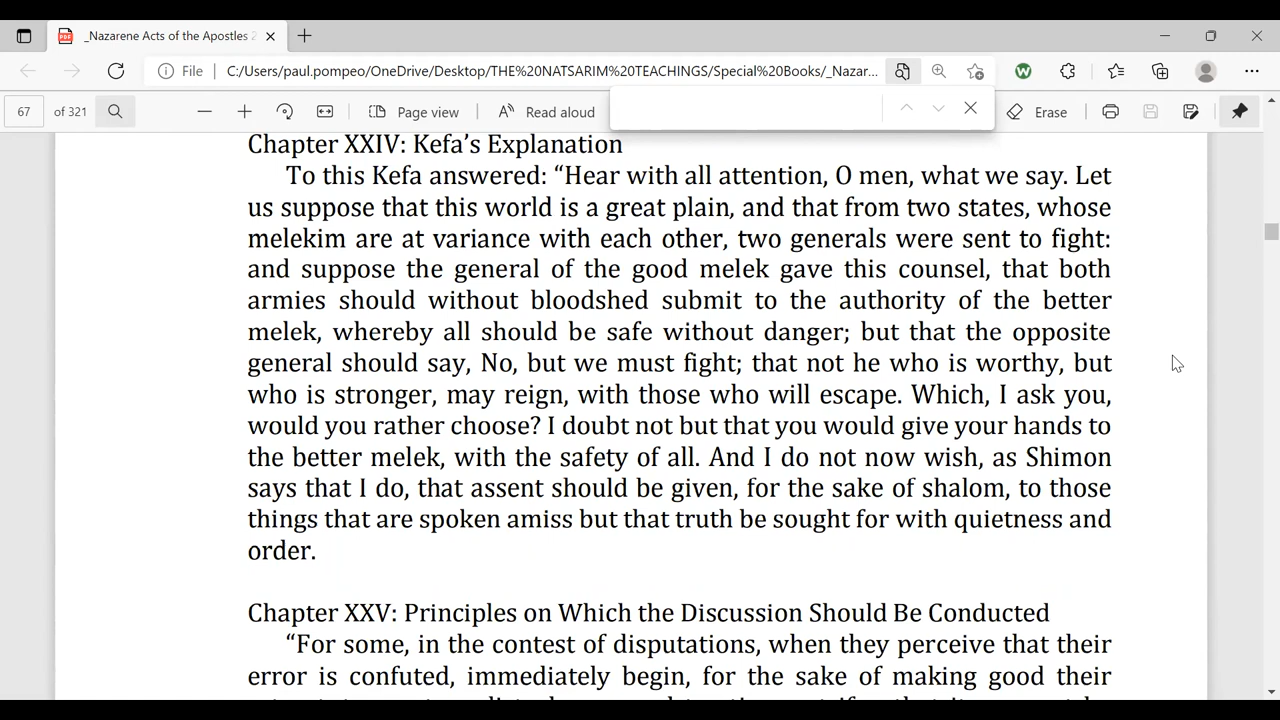 _Nazarene Acts of the Apostles 2
File
C:/Users/paul.pompeo/OneDrive/Desktop/THE%20NATSARIM%20TEACHINGS/Special%20Books/_Nazar...
67 of 321
Page view
Read aloud
Erase
Chapter XXIV: Kefa's Explanation
To this Kefa answered: “Hear with all attention, O men, what we say. Let
us suppose that this world is a great plain, and that from two states, whose
melekim are at variance with each other, two generals were sent to fight:
and suppose the general of the good melek gave this counsel, that both
armies should without bloodshed submit to the authority of the better
melek, whereby all should be safe without danger; but that the opposite
general should say, No, but we must fight; that not he who is worthy, but
who is stronger, may reign, with those who will escape. Which, I ask you,
would you rather choose? I doubt not but that you would give your hands to
the better melek, with the safety of all. And I do not now wish, as Shimon
says that I do, that assent should be given, for the sake of shalom, to those
things that are spoken amiss but that truth be sought for with quietness and
order.
Chapter XXV: Principles on Which the Discussion Should Be Conducted
“For some, in the contest of disputations, when they perceive that their
error is confuted, immediately begin, for the sake of making good their